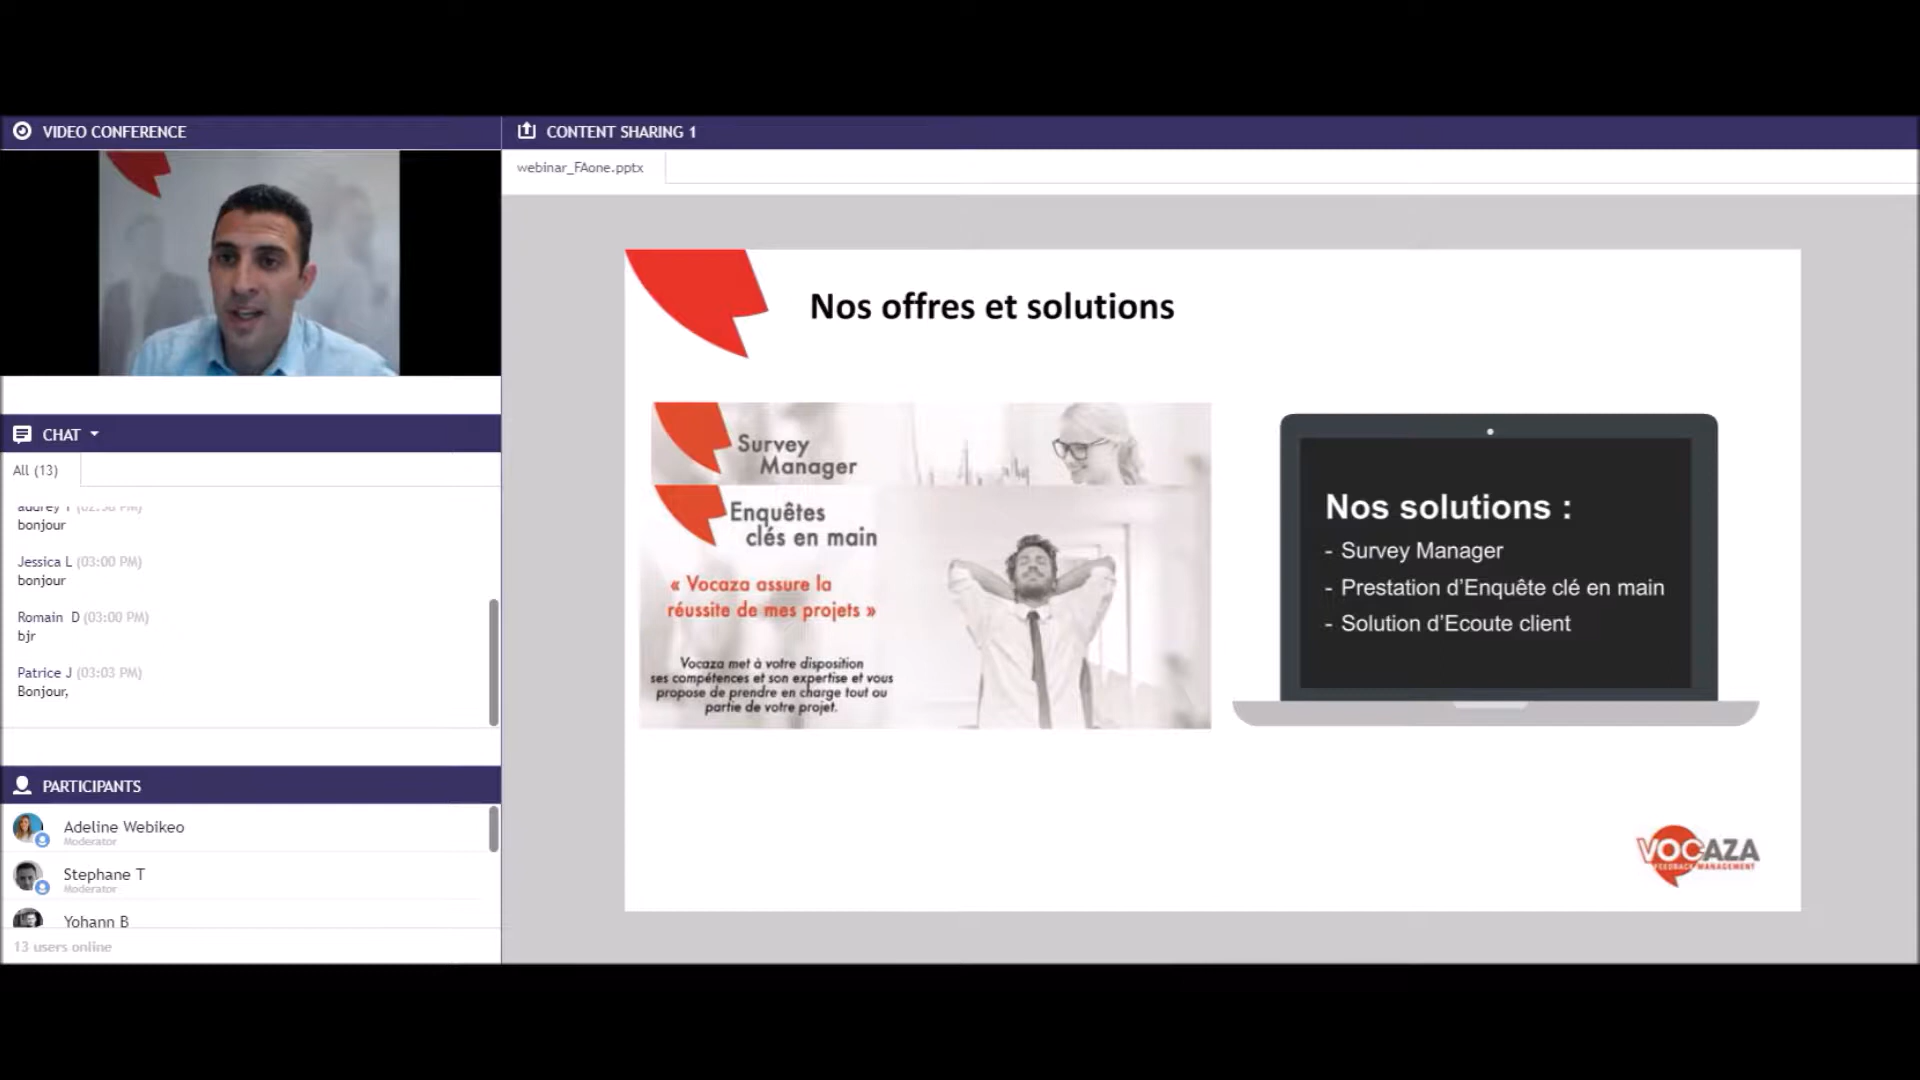 VIDEO CONFERENCE
CHAT
All (13)
bonjour
Jessica L (03:00 PM)
bonjour
Romain D (03:00 PM)
bjr
Patrice J (03:03 PM)
Bonjour,
PARTICIPANTS
Adeline Webikeo
Moderator
Stephane T
Moderator
Yohann B
13 users online
CONTENT SHARING 1
webinar_FAone.pptx
Nos offres et solutions
Survey
Manager
Enquêtes
clés en main
« Vocaza assure la
réussite de mes projets »
Vocaza met à votre disposition
ses compétences et son expertise et vous
propose de prendre en charge tout ou
partie de votre projet.
Nos solutions :
- Survey Manager
- Prestation d’Enquête clé en main
- Solution d’Ecoute client
VOCAZA
FEEDBACK MANAGEMENT